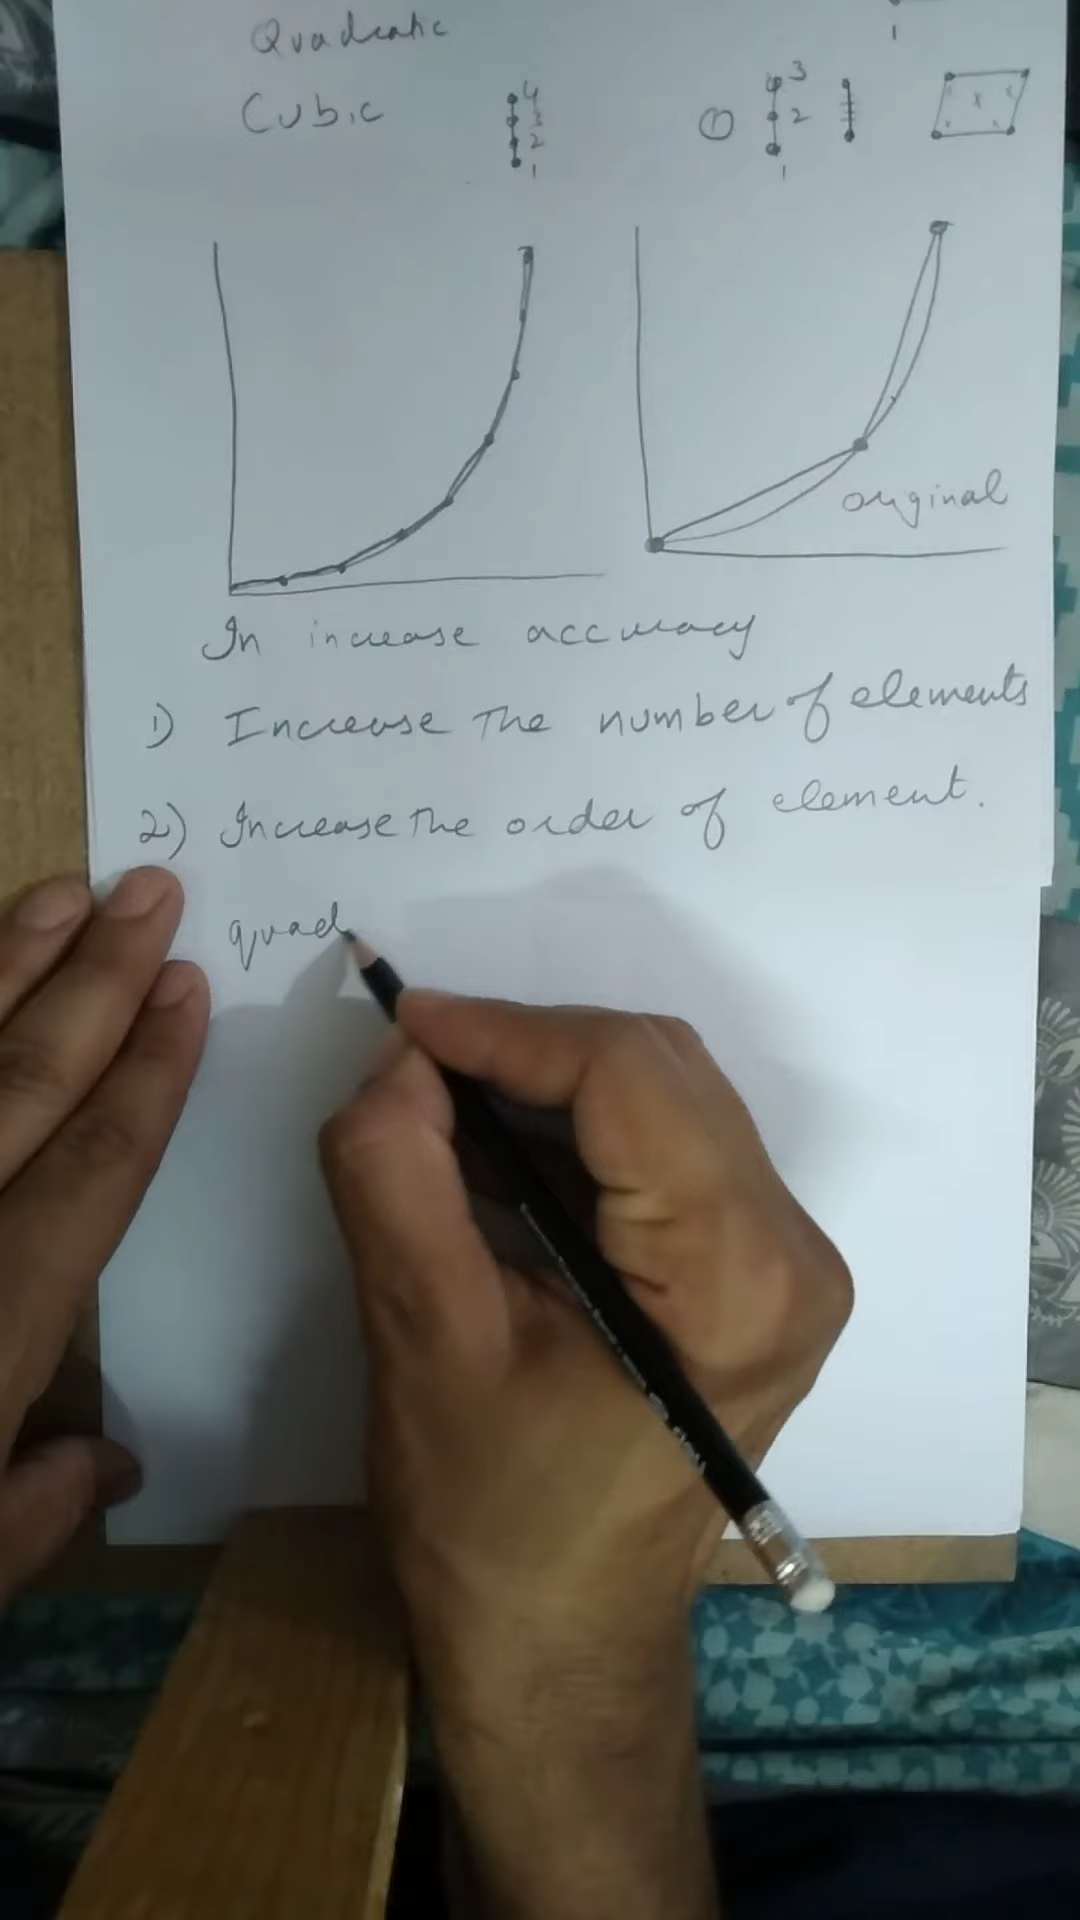 Quadratic
1
Cubic
4
3
2
1
①
3
2
1
original
In increase accuracy
1) Increase The number of elements
2) Increase The order of element.
quad